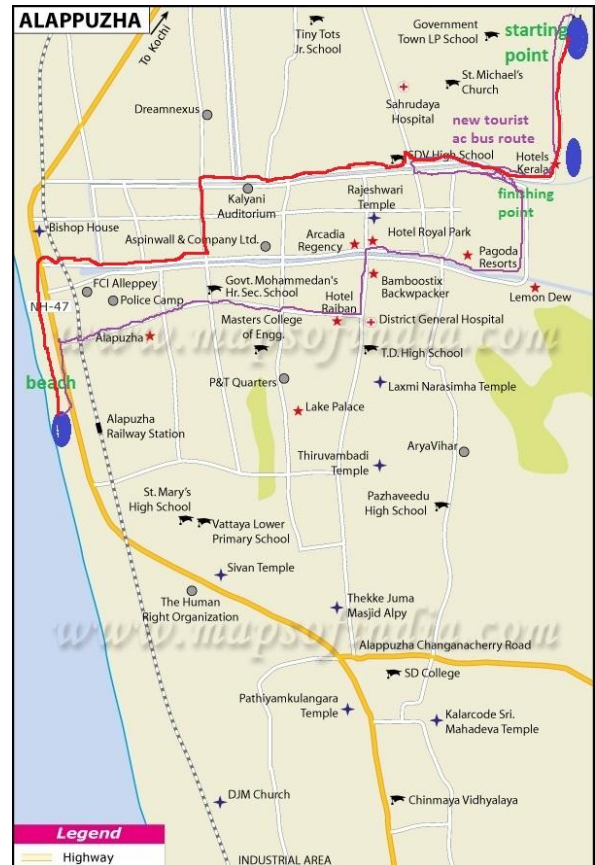 ALAPPUZHA
To Kochi
Tiny Tots
Jr. School
Government
Town LP School
starting
point
St. Michael's
Church
Sahrudaya
Hospital
Dreamnexus
new tourist
ac bus route
SDV High School
Hotels
Kerala
Kalyani
Auditorium
Rajeshwari
Temple
finishing
point
Bishop House
Aspinwall & Company Ltd.
Arcadia
Regency
Hotel Royal Park
Pagoda
Resorts
FCI Alleppey
Police Camp
Govt. Mohammedan's
Hr. Sec. School
Bamboostix
Backwpacker
Lemon Dew
NH-47
Hotel
Raiban
District General Hospital
www.mapsofindia.com
Alapuzha
Masters College
of Engg.
T.D. High School
beach
P&T Quarters
Laxmi Narasimha Temple
Lake Palace
Alapuzha
Railway Station
AryaVihar
Thiruvambadi
Temple
St. Mary's
High School
Pazhaveedu
High School
Vattaya Lower
Primary School
Sivan Temple
The Human
Right Organization
Thekke Juma
Masjid Alpy
www.mapsofindia.com
Alappuzha Changanacherry Road
SD College
Pathiyamkulangara
Temple
Kalarcode Sri.
Mahadeva Temple
DJM Church
Chinmaya Vidhyalaya
Legend
Highway
INDUSTRIAL AREA